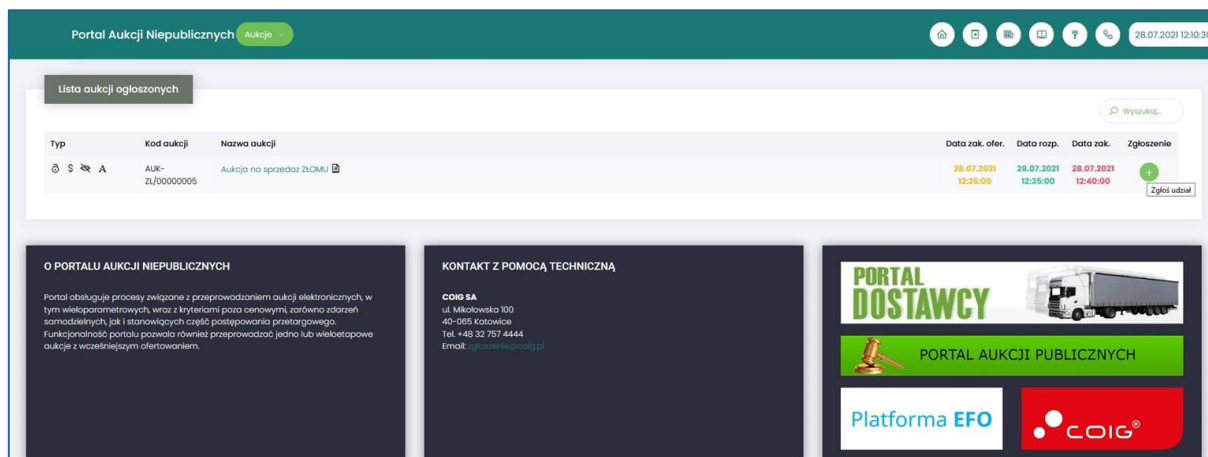 Portal Aukcji Niepublicznych Aukcje 28.07.2021 12:10:30
Lista aukcji ogłoszonych
Wyszukaj...
Typ Kod aukcji Nazwa aukcji Data zak. ofer. Data rozp. Data zak. Zgłoszenie
$ A AUK- Aukcja na sprzedaż ZŁOMU 28.07.2021 28.07.2021 28.07.2021
ZL/00000005 12:25:00 12:35:00 12:40:00
Zgłoś udział
O PORTALU AUKCJI NIEPUBLICZNYCH
Portal obsługuje procesy związane z przeprowadzaniem aukcji elektronicznych, w
tym wieloparametrowych, wraz z kryteriami poza cenowymi, zarówno zdarzeń
samodzielnych, jak i stanowiących część postępowania przetargowego.
Funkcjonalność portalu pozwala również przeprowadzać jedno lub wieloetapowe
aukcje z wcześniejszym ofertowaniem.
KONTAKT Z POMOCĄ TECHNICZNĄ
COIG SA
ul. Mikołowska 100
40-065 Katowice
Tel. +48 32 757 4444
Email: zgloszenie@coig.pl
PORTAL
DOSTAWCY
PORTAL AUKCJI PUBLICZNYCH
Platforma EFO
COIG®